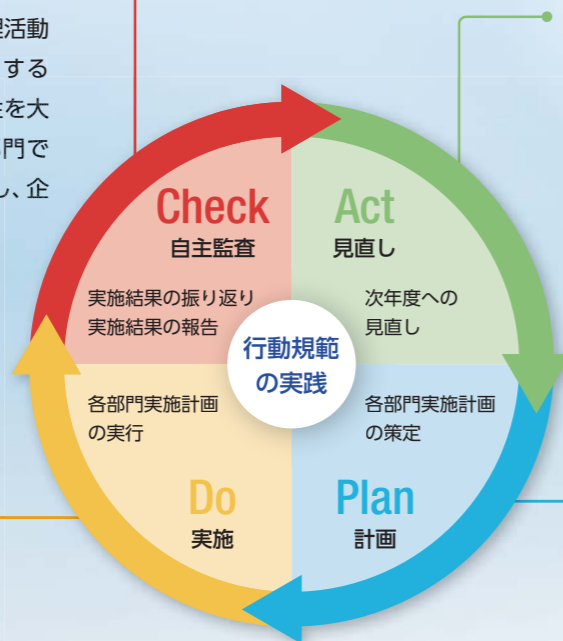 理活動
する
性を大
門で
し、企
Check
自主監査
実施結果の振り返り
実施結果の報告
Act
見直し
次年度への
見直し
行動規範
の実践
各部門実施計画
の実行
Do
実施
各部門実施計画
の策定
Plan
計画